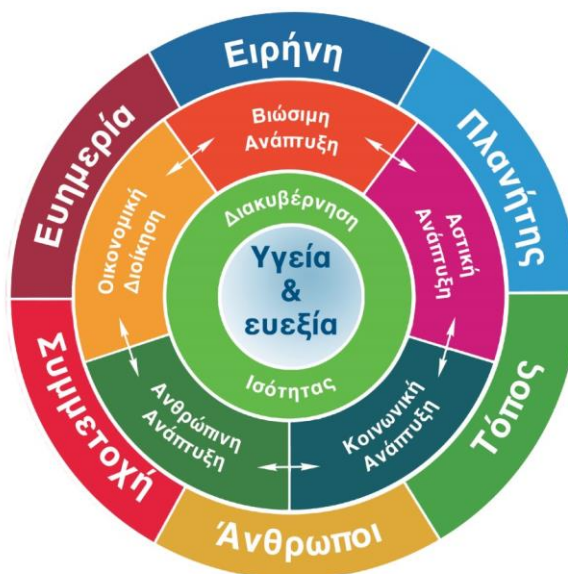 Ειρήνη
Πλανήτης
Τόπος
Άνθρωποι
Συμμετοχή
Ευημερία
Βιώσιμη
Ανάπτυξη
Αστική
Ανάπτυξη
Κοινωνική
Ανάπτυξη
Ανθρώπινη
Ανάπτυξη
Οικονομική
Διοίκηση
Διακυβέρνηση
Ισότητας
Υγεία
&
ευεξία